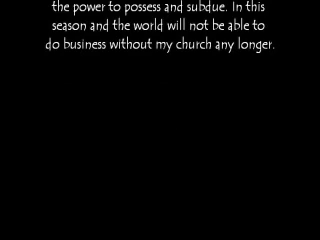 the power to possess and subdue. In this
season and the world will not be able to
do business without my church any longer.